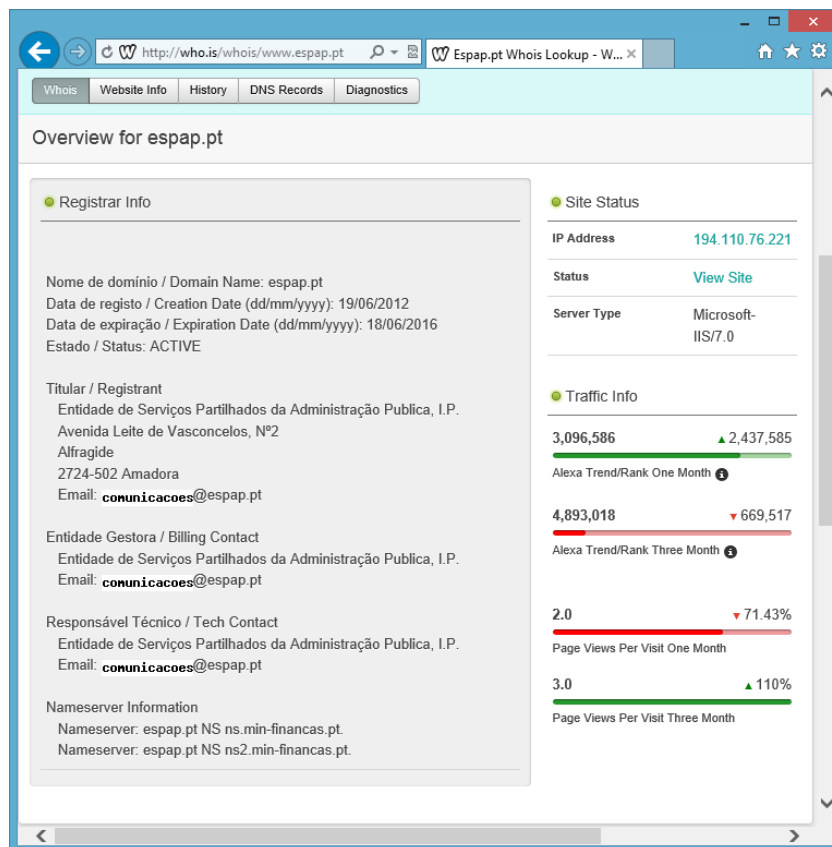 http://who.is/whois/www.espap.pt
Espap.pt Whois Lookup - W...
Whois
Website Info
History
DNS Records
Diagnostics
Overview for espap.pt
Registrar Info
Nome de domínio / Domain Name: espap.pt
Data de registo / Creation Date (dd/mm/yyyy): 19/06/2012
Data de expiração / Expiration Date (dd/mm/yyyy): 18/06/2016
Estado / Status: ACTIVE
Titular / Registrant
Entidade de Serviços Partilhados da Administração Publica, I.P.
Avenida Leite de Vasconcelos, Nº2
Alfragide
2724-502 Amadora
Email: comunicacoes@espap.pt
Entidade Gestora / Billing Contact
Entidade de Serviços Partilhados da Administração Publica, I.P.
Email: comunicacoes@espap.pt
Responsável Técnico / Tech Contact
Entidade de Serviços Partilhados da Administração Publica, I.P.
Email: comunicacoes@espap.pt
Nameserver Information
Nameserver: espap.pt NS ns.min-financas.pt.
Nameserver: espap.pt NS ns2.min-financas.pt.
Site Status
IP Address 194.110.76.221
Status View Site
Server Type Microsoft-
IIS/7.0
Traffic Info
3,096,586 ▲ 2,437,585
Alexa Trend/Rank One Month
4,893,018 ▼ 669,517
Alexa Trend/Rank Three Month
2.0 ▼ 71.43%
Page Views Per Visit One Month
3.0 ▲ 110%
Page Views Per Visit Three Month